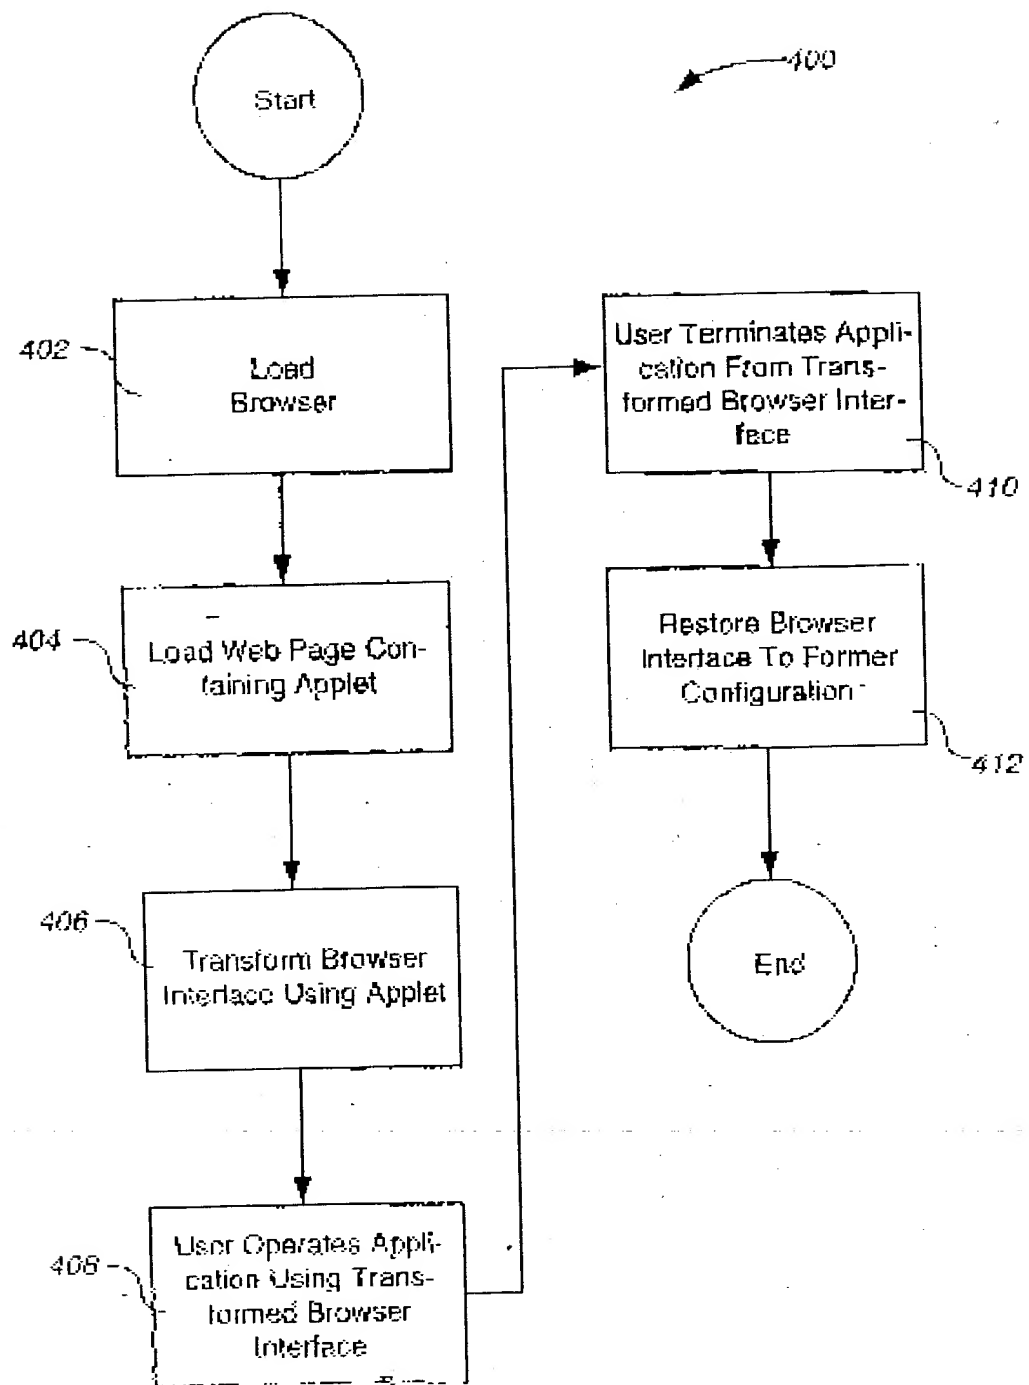 400
Start
402
Load
Browser
404
Load Web Page Con-
taining Applet
406
Transform Browser
Interface Using Applet
408
User Operates Appli-
cation Using Trans-
formed Browser
Interface
User Terminates Appli-
cation From Trans-
formed Browser Inter-
face
410
Restore Browser
Interface To Former
Configuration
412
End